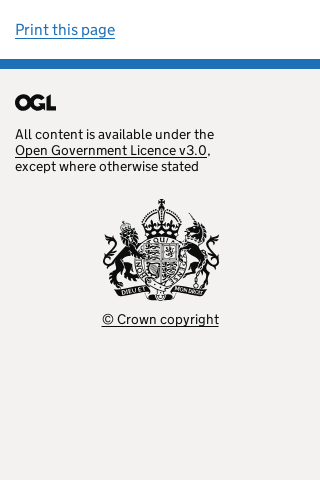 Print this page
OGL
All content is available under the
Open Government Licence v3.0,
except where otherwise stated
DIEU ET
MON DROIT
© Crown copyright